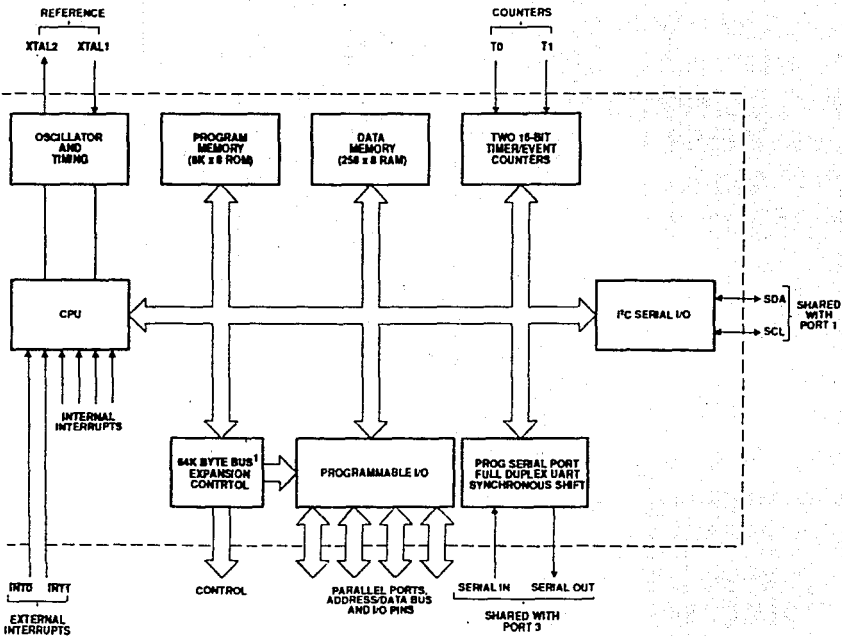 REFERENCE
COUNTERS
XTAL2 XTAL1
T0 T1
OSCILLATOR
AND
TIMING
PROGRAM
MEMORY
(8K x 8 ROM)
DATA
MEMORY
(256 x 8 RAM)
TWO 16-BIT
TIMER/EVENT
COUNTERS
CPU
I²C SERIAL I/O
SDA
SCL
SHARED
WITH
PORT 1
INTERNAL
INTERRUPTS
64K BYTE BUS¹
EXPANSION
CONTRTOL
PROGRAMMABLE I/O
PROG SERIAL PORT
FULL DUPLEX UART
SYNCHRONOUS SHIFT
INT0 INT1
EXTERNAL
INTERRUPTS
CONTROL
PARALLEL PORTS,
ADDRESS/DATA BUS
AND I/O PINS
SERIAL IN SERIAL OUT
SHARED WITH
PORT 3